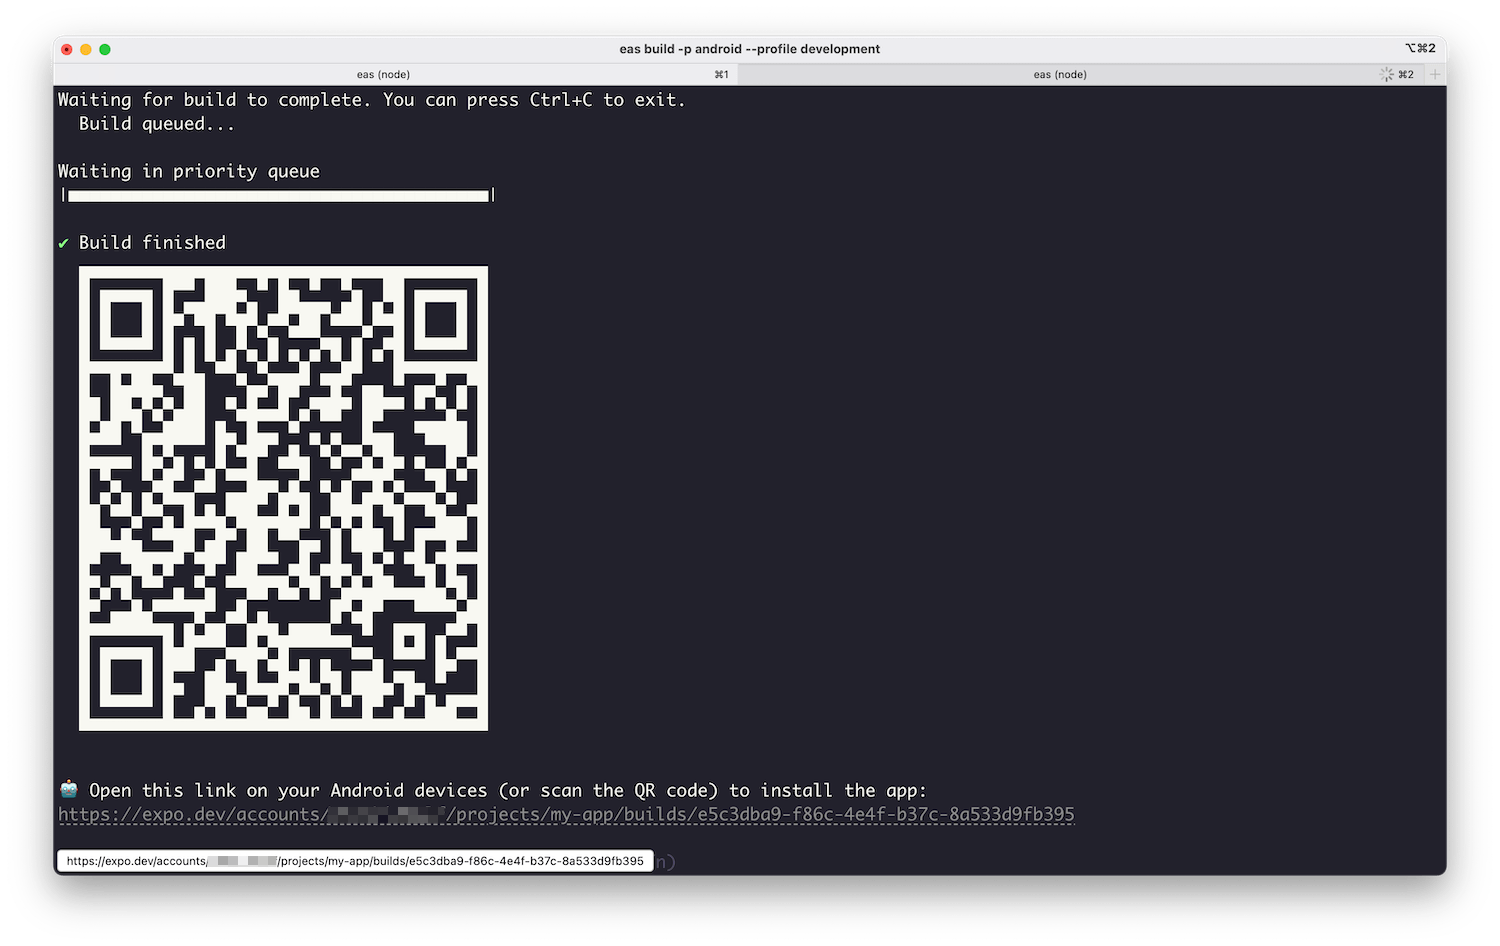 eas build -p android --profile development
⌥⌘2
eas (node) ⌘1 eas (node) ⌘2
Waiting for build to complete. You can press Ctrl+C to exit.
Build queued...
Waiting in priority queue
✔ Build finished
Open this link on your Android devices (or scan the QR code) to install the app:
https://expo.dev/accounts/ /projects/my-app/builds/e5c3dba9-f86c-4e4f-b37c-8a533d9fb395
https://expo.dev/accounts/ /projects/my-app/builds/e5c3dba9-f86c-4e4f-b37c-8a533d9fb395 n)